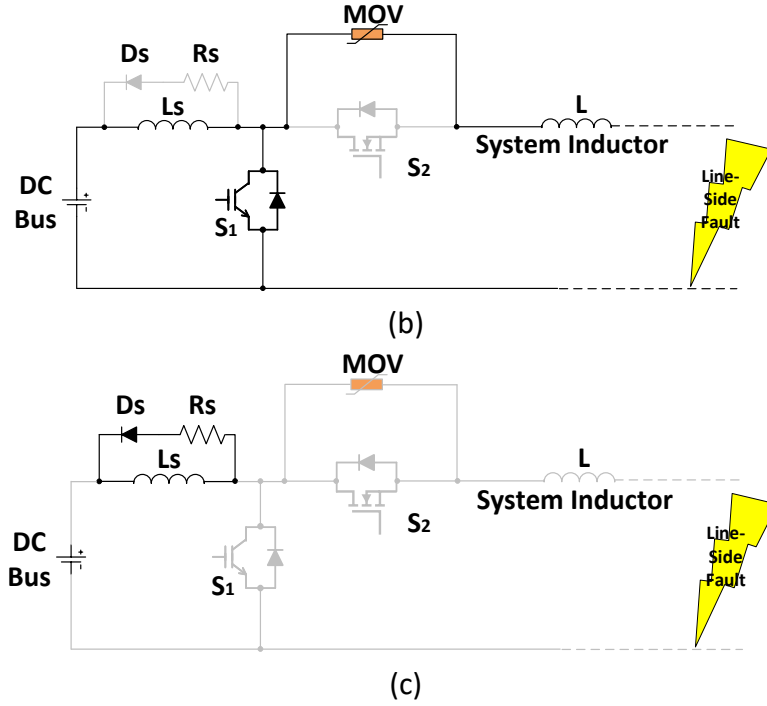 MOV
Ds
Rs
Ls
L
System Inductor
S2
DC
Bus
+
-
S1
Line-
Side
Fault
(b)
MOV
Ds
Rs
Ls
L
System Inductor
S2
DC
Bus
+
-
S1
Line-
Side
Fault
(c)